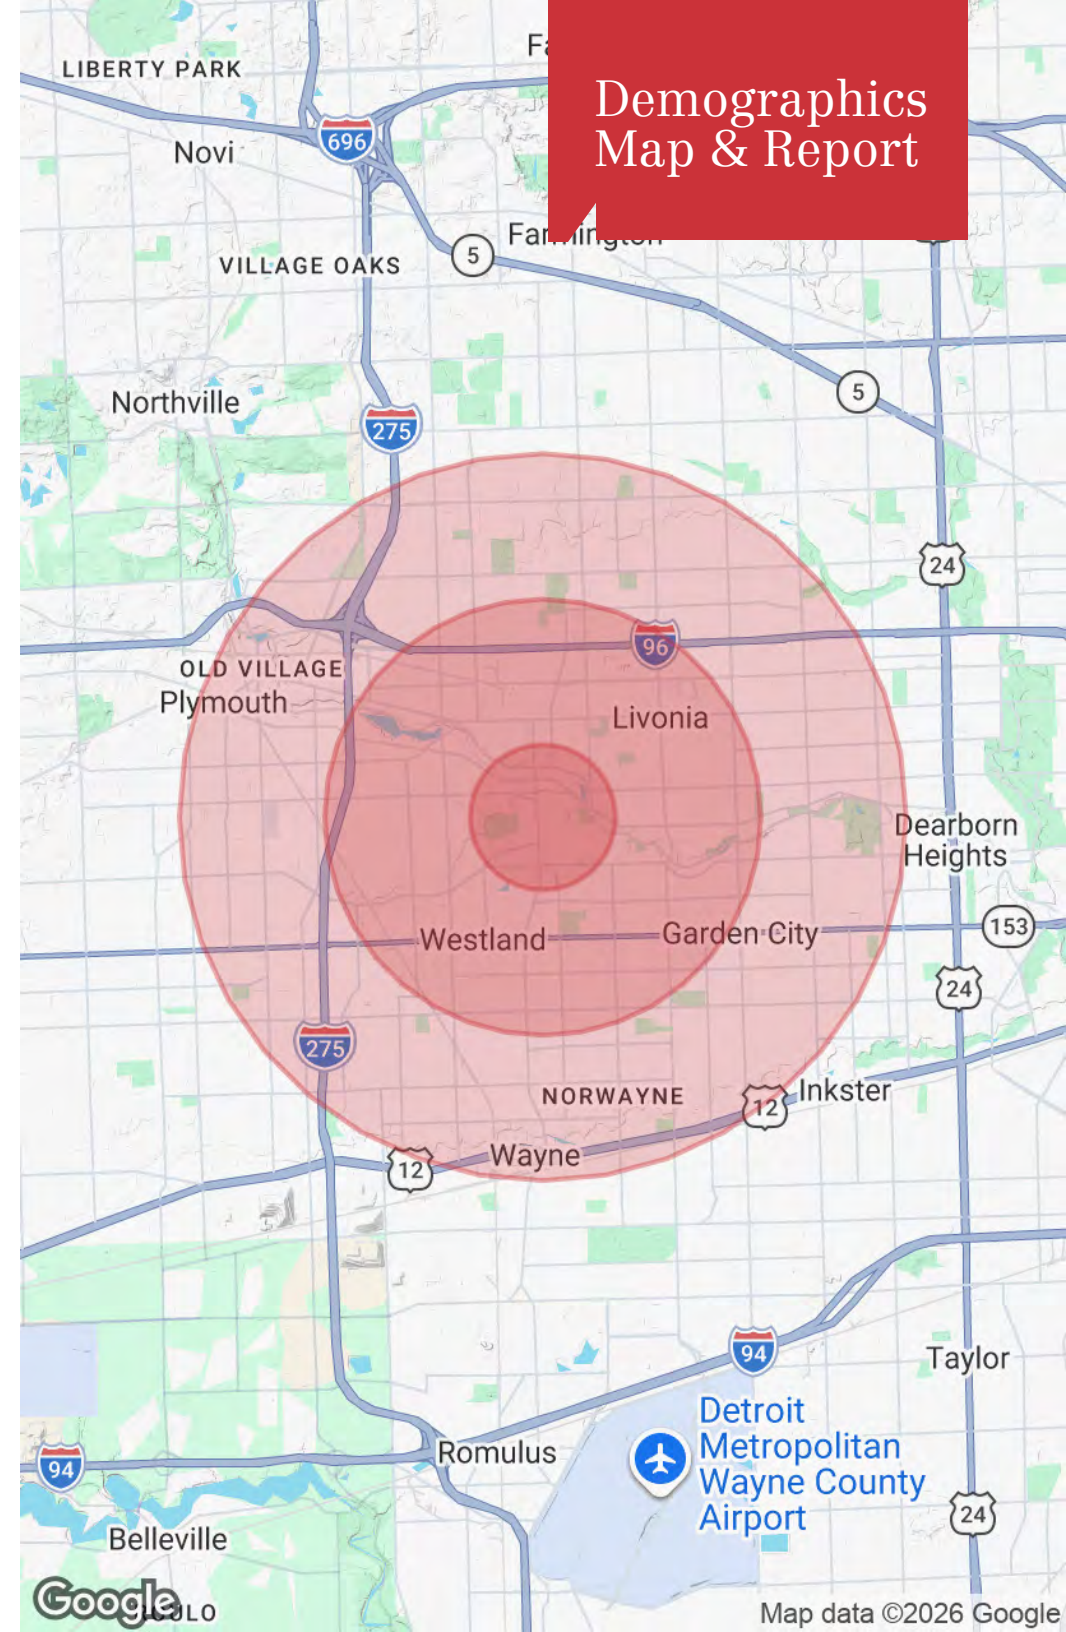 Demographics
Map & Report
LIBERTY PARK
696
Novi
VILLAGE OAKS
5
Farmington
5
Northville
275
24
96
OLD VILLAGE
Plymouth
Livonia
Dearborn
Heights
Westland
Garden City
153
24
275
NORWAYNE
12
Inkster
Wayne
12
94
Taylor
Detroit
Metropolitan
Wayne County
Airport
Romulus
94
24
Belleville
Google
Map data ©2026 Google